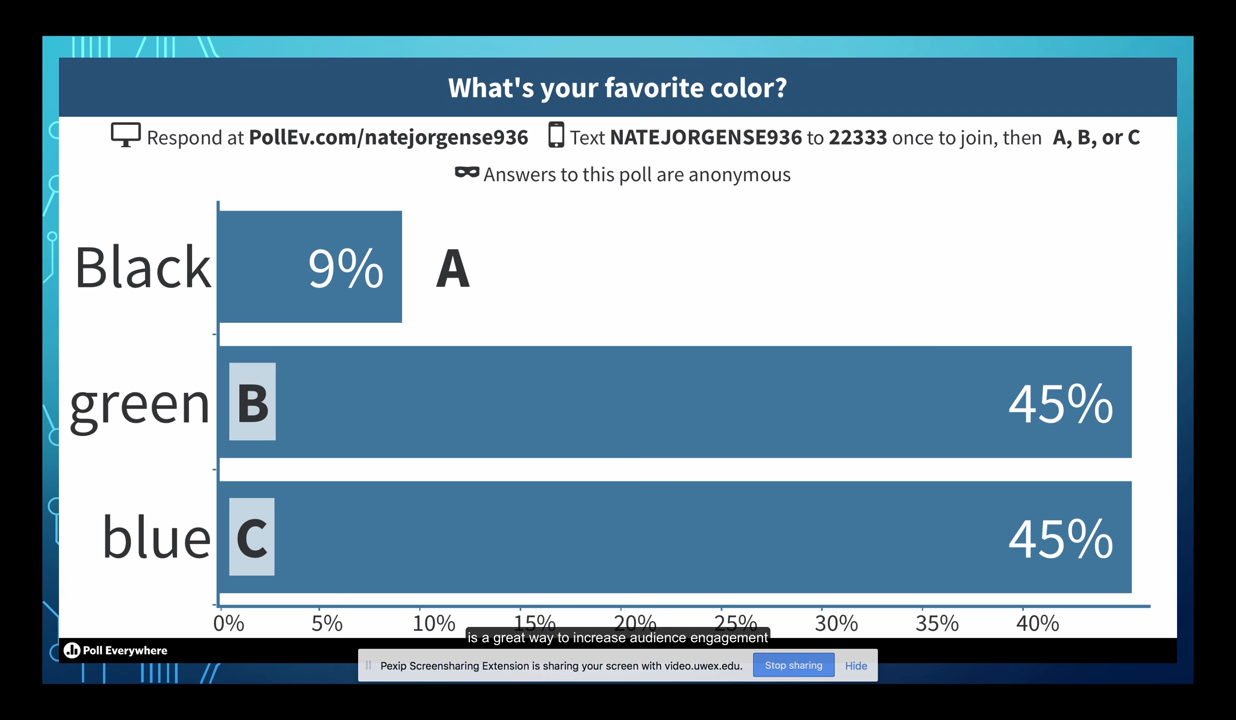 What's your favorite color?
Respond at PollEv.com/natejorgense936 Text NATEJORGENSE936 to 22333 once to join, then A, B, or C
Answers to this poll are anonymous
Black 9% A
green B 45%
blue C 45%
0% 5% 10% 15% 20% 25% 30% 35% 40%
is a great way to increase audience engagement
Poll Everywhere
Pexip Screensharing Extension is sharing your screen with video.uwex.edu. Stop sharing Hide